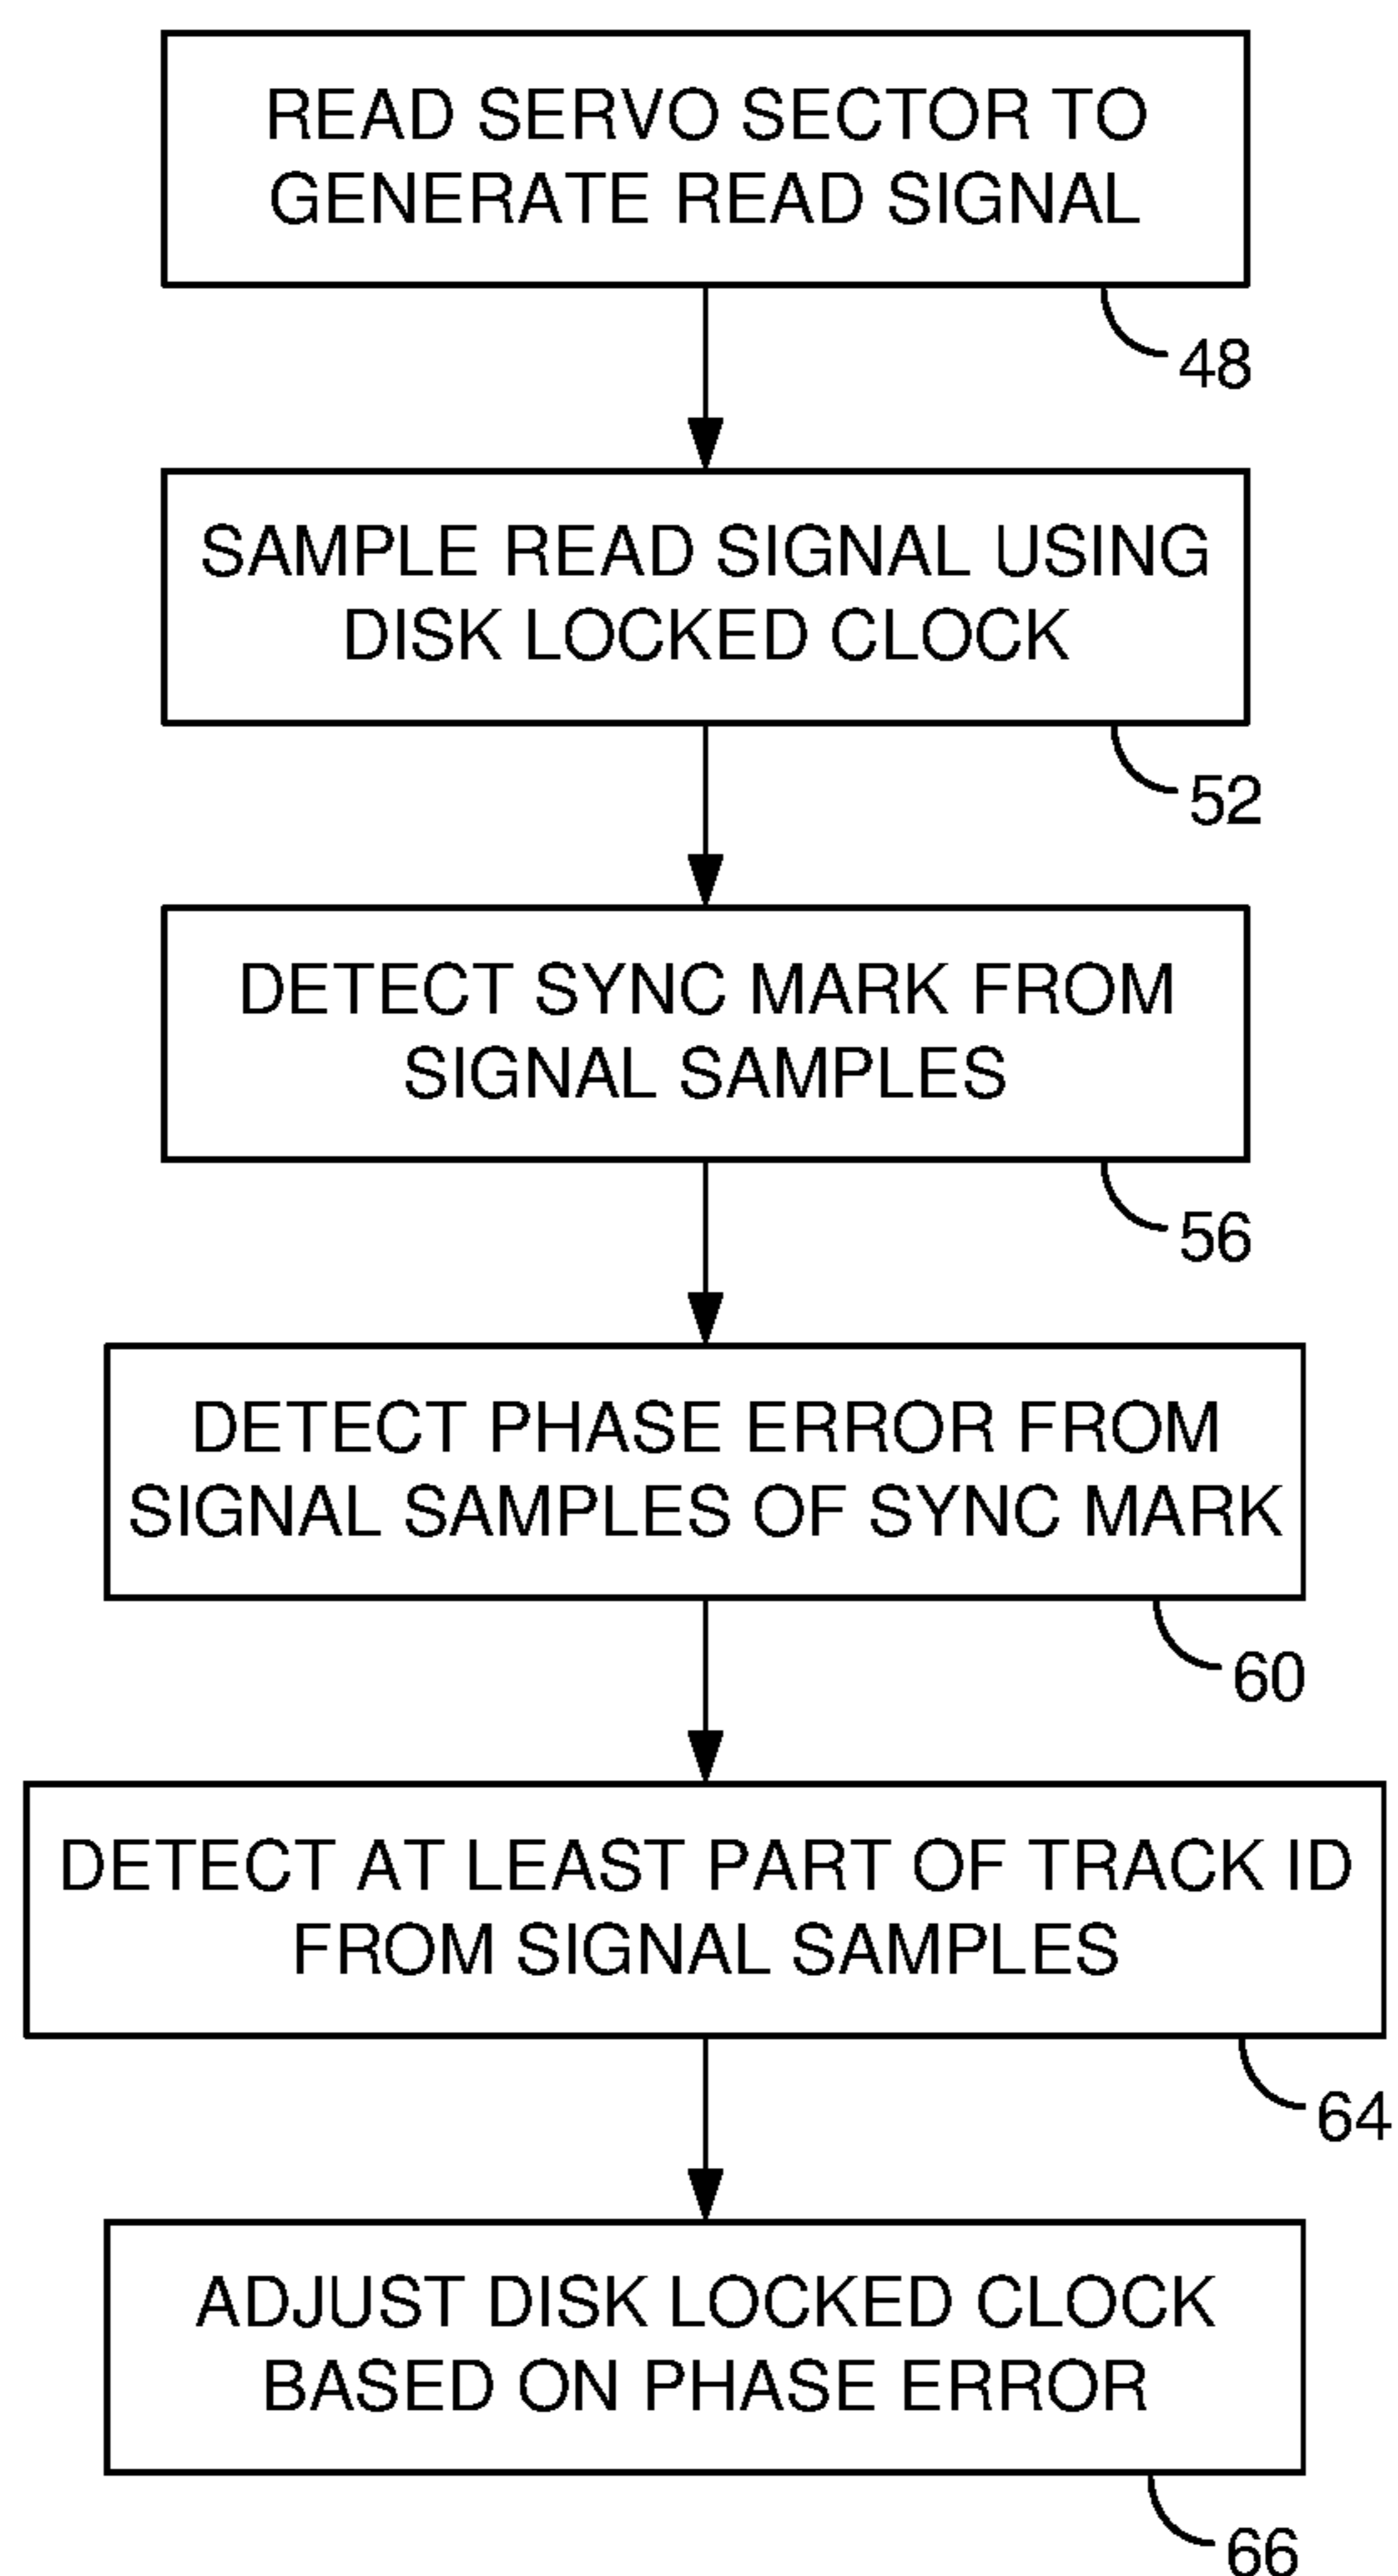 READ SERVO SECTOR TO
GENERATE READ SIGNAL
48
SAMPLE READ SIGNAL USING
DISK LOCKED CLOCK
52
DETECT SYNC MARK FROM
SIGNAL SAMPLES
56
DETECT PHASE ERROR FROM
SIGNAL SAMPLES OF SYNC MARK
60
DETECT AT LEAST PART OF TRACK ID
FROM SIGNAL SAMPLES
64
ADJUST DISK LOCKED CLOCK
BASED ON PHASE ERROR
66